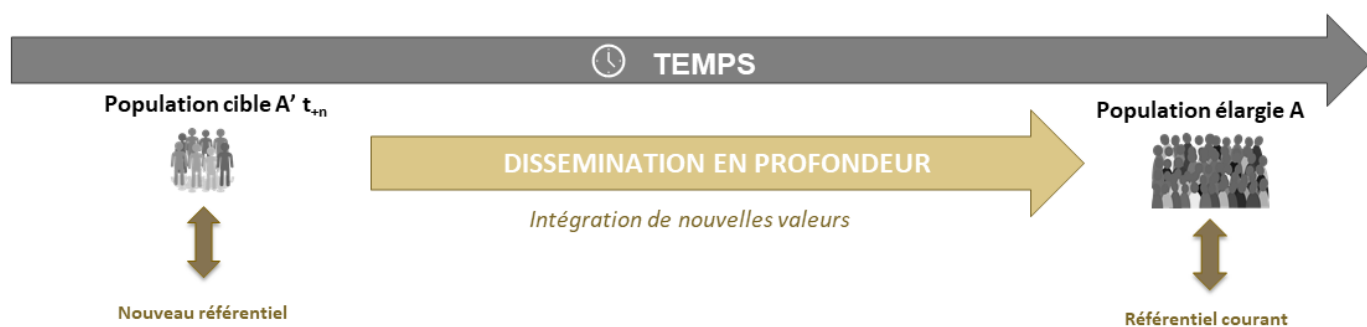 TEMPS
Population cible A’ t+n
Population élargie A
DISSEMINATION EN PROFONDEUR
Intégration de nouvelles valeurs
Nouveau référentiel
Référentiel courant